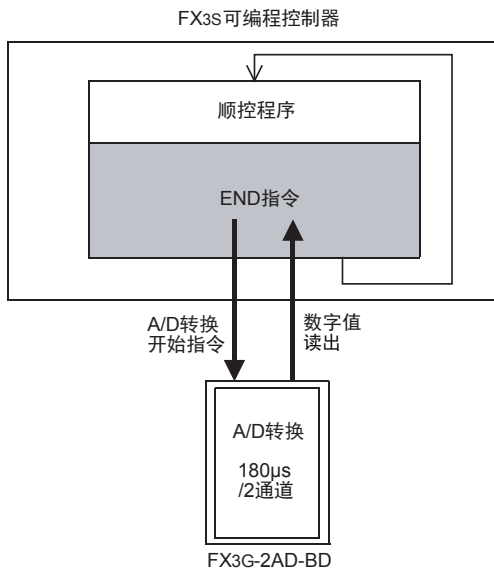 FX3S可编程控制器
顺控程序
END指令
A/D转换
开始指令
数字值
读出
A/D转换
180µs
/2通道
FX3G-2AD-BD